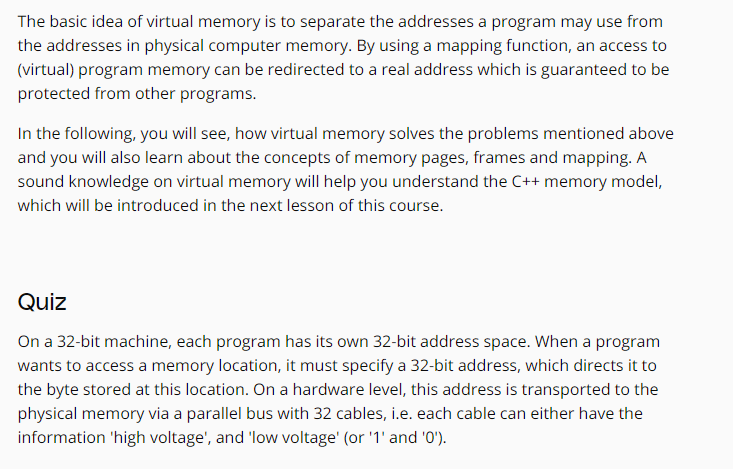 The basic idea of virtual memory is to separate the addresses a program may use from
the addresses in physical computer memory. By using a mapping function, an access to
(virtual) program memory can be redirected to a real address which is guaranteed to be
protected from other programs.
In the following, you will see, how virtual memory solves the problems mentioned above
and you will also learn about the concepts of memory pages, frames and mapping. A
sound knowledge on virtual memory will help you understand the C++ memory model,
which will be introduced in the next lesson of this course.
Quiz
On a 32-bit machine, each program has its own 32-bit address space. When a program
wants to access a memory location, it must specify a 32-bit address, which directs it to
the byte stored at this location. On a hardware level, this address is transported to the
physical memory via a parallel bus with 32 cables, i.e. each cable can either have the
information 'high voltage', and 'low voltage' (or '1' and '0').